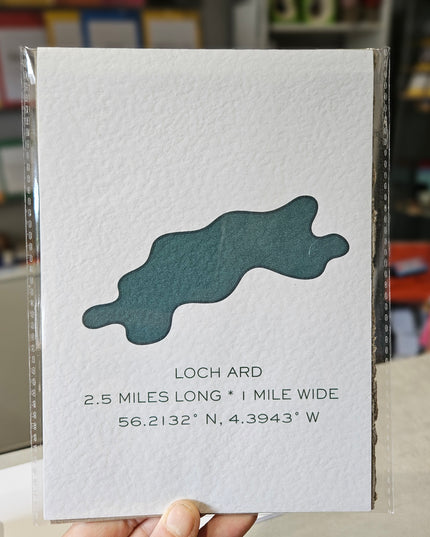 LOCH ARD
2.5 MILES LONG * 1 MILE WIDE
56.2132° N, 4.3943° W